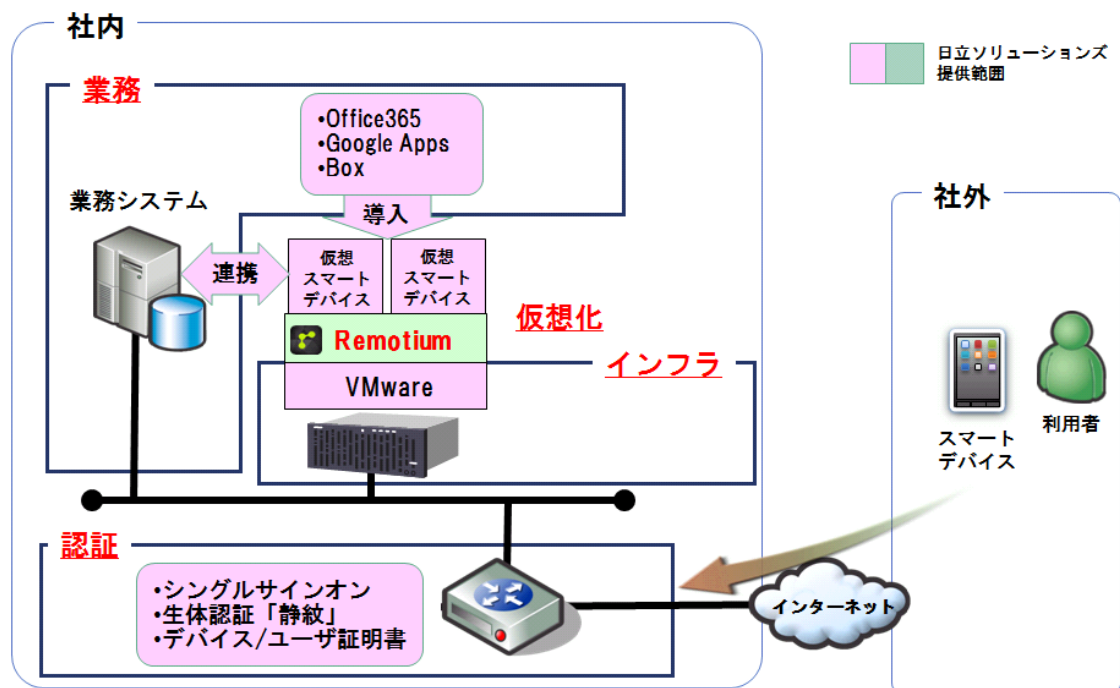 社内
日立ソリューションズ
提供範囲
業務
•Office365
•Google Apps
•Box
業務システム
導入
社外
連携
仮想
スマート
デバイス
仮想
スマート
デバイス
仮想化
Remotium
インフラ
VMware
スマート
デバイス
利用者
認証
•シングルサインオン
•生体認証「静紋」
•デバイス/ユーザ証明書
インターネット